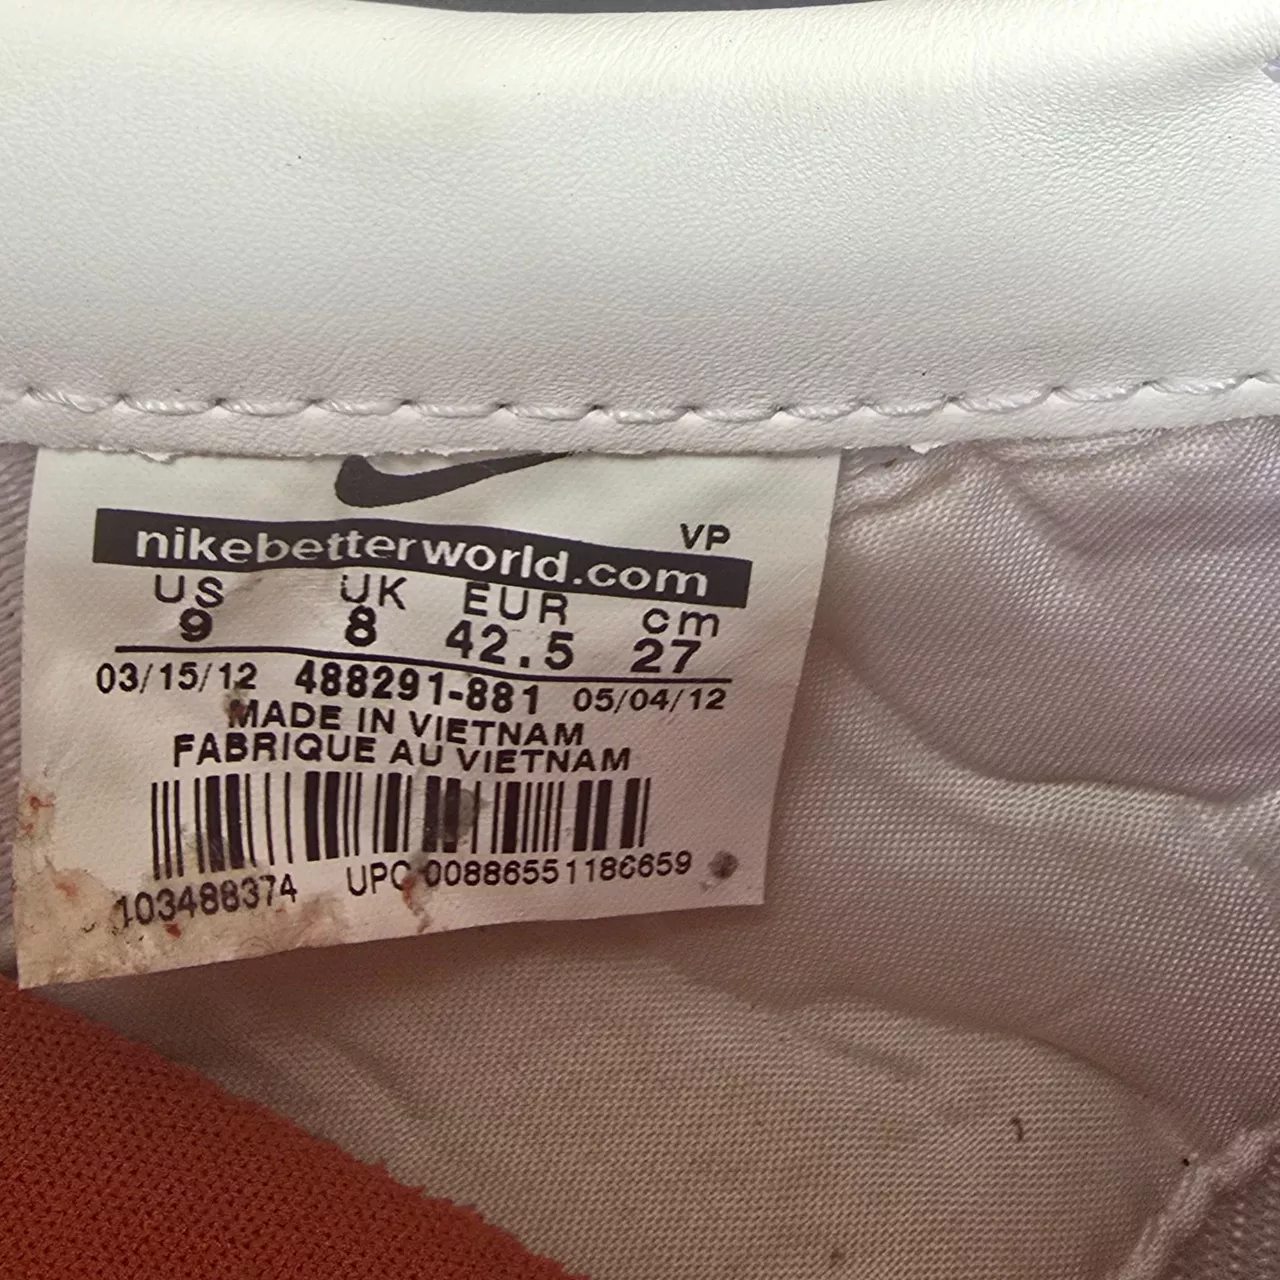 VP
nikebetterworld.com
US UK EUR cm
9 8 42.5 27
03/15/12 488291-881 05/04/12
MADE IN VIETNAM
FABRIQUE AU VIETNAM
103488374 UPC 00886551186659